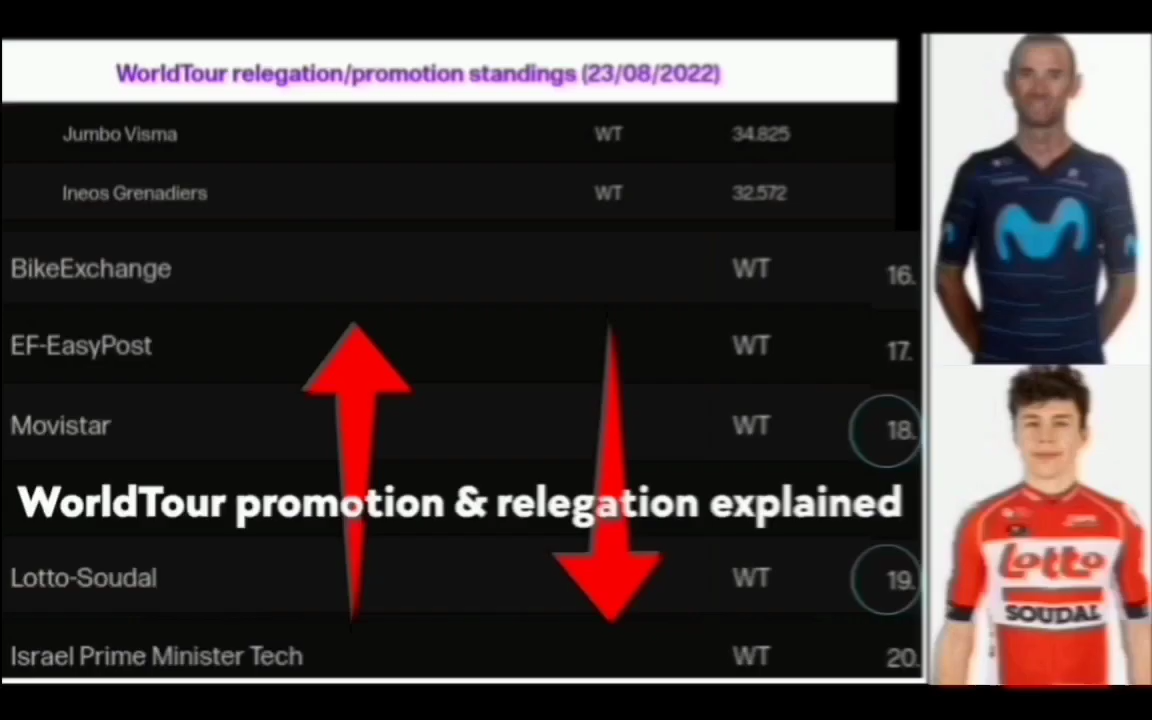 WorldTour relegation/promotion standings (23/08/2022)
Jumbo Visma WT 34.825
Ineos Grenadiers WT 32.572
BikeExchange WT 16.
EF-EasyPost WT 17.
Movistar WT 18.
WorldTour promotion & relegation explained
Lotto-Soudal WT 19.
Israel Prime Minister Tech WT 20.
Lotto
SOUDAL